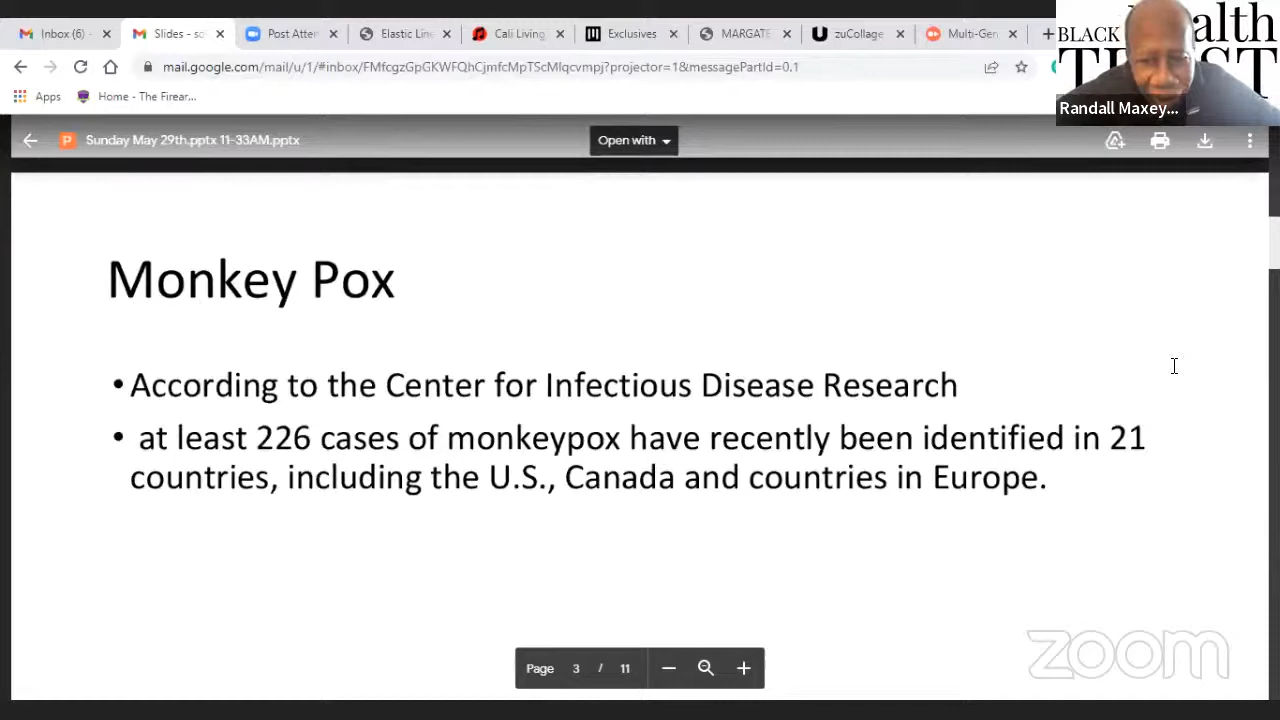 Inbox (6)
Slides - so
Post Atter
Elastic Line
Cali Living
Exclusives
MARGATE
zuCollage
Multi-Gen
BLACK
TRUST
mail.google.com/mail/u/1/#inbox/FMfcgzGpGKWFQhCjmfcMpTScMlqcvmpj?projector=1&messagePartId=0.1
Apps
Home - The Firear...
Randall Maxey...
P
Sunday May 29th.pptx 11-33AM.pptx
Open with
Monkey Pox
• According to the Center for Infectious Disease Research
• at least 226 cases of monkeypox have recently been identified in 21
countries, including the U.S., Canada and countries in Europe.
Page 3 / 11
zoom